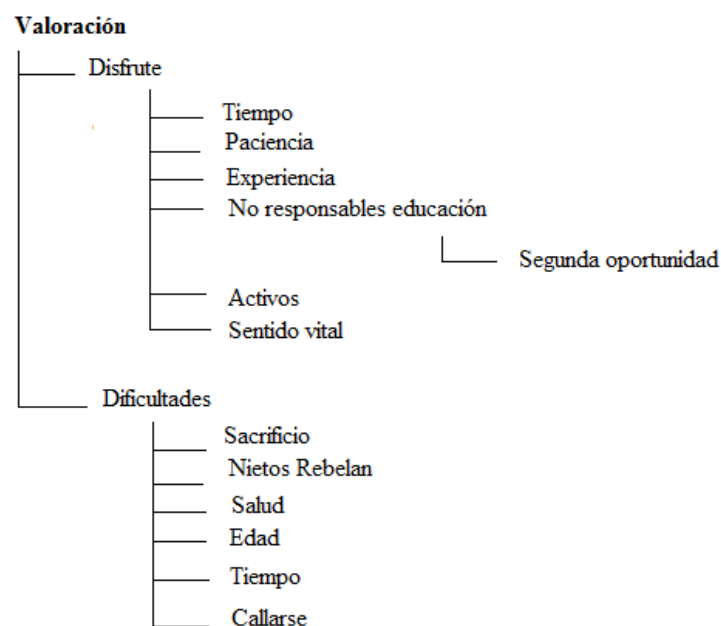 Valoración
Disfrute
Tiempo
Paciencia
Experiencia
No responsables educación
Segunda oportunidad
Activos
Sentido vital
Dificultades
Sacrificio
Nietos Rebelan
Salud
Edad
Tiempo
Callarse